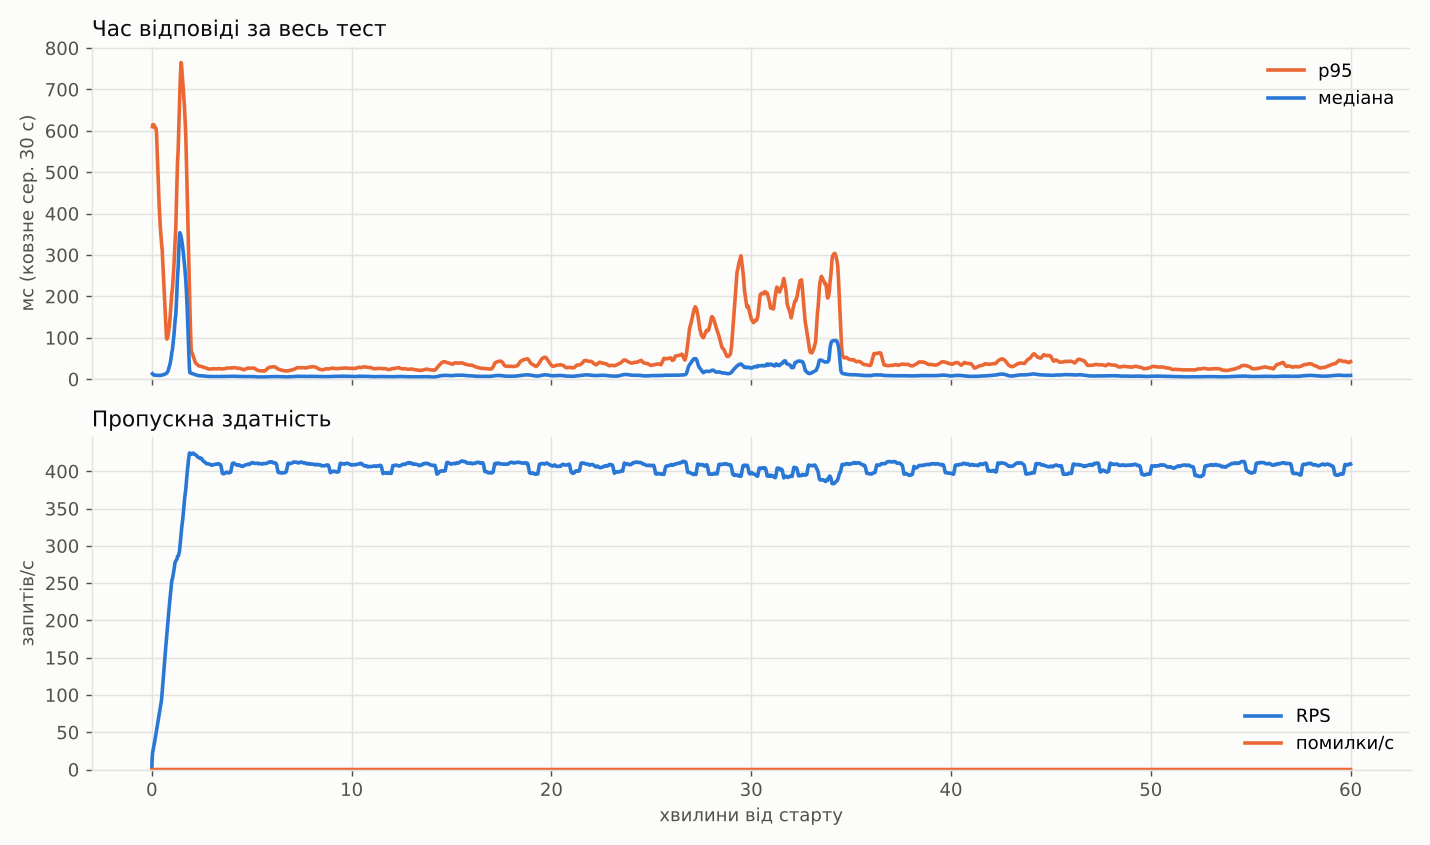 Час відповіді за весь тест
800
700
600
500
400
300
200
100
0
мс (ковзне сер. 30 с)
p95
медіана
Пропускна здатність
400
350
300
250
200
150
100
50
0
запитів/с
RPS
помилки/с
0 10 20 30 40 50 60
хвилини від старту